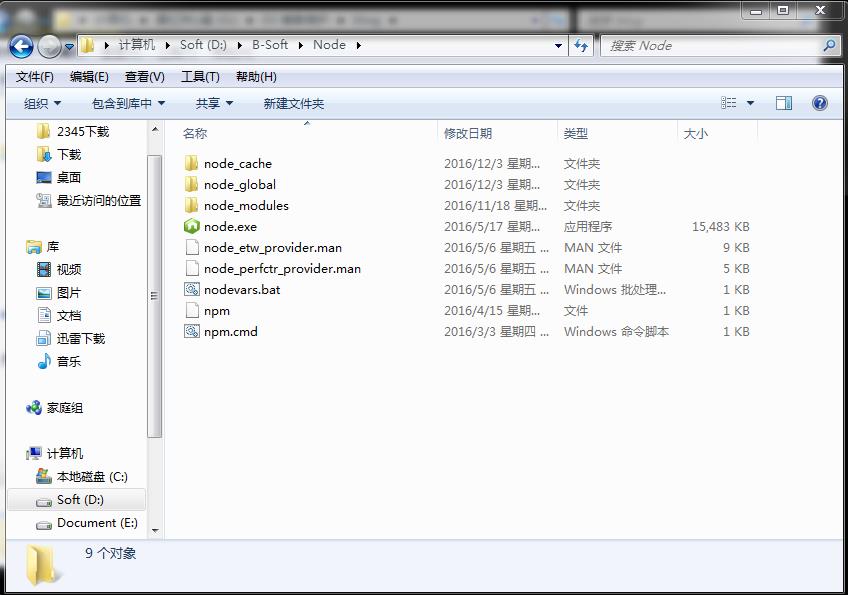 计算机 Soft (D:) B-Soft Node 搜索 Node
文件(F) 编辑(E) 查看(V) 工具(T) 帮助(H)
组织 包含到库中 共享 新建文件夹
2345下载
下载
桌面
最近访问的位置
库
视频
图片
文档
迅雷下载
音乐
家庭组
计算机
本地磁盘 (C:)
Soft (D:)
Document (E:)
名称 修改日期 类型 大小
node_cache 2016/12/3 星期... 文件夹
node_global 2016/12/3 星期... 文件夹
node_modules 2016/11/18 星期... 文件夹
node.exe 2016/5/17 星期... 应用程序 15,483 KB
node_etw_provider.man 2016/5/6 星期五 ... MAN 文件 9 KB
node_perfctr_provider.man 2016/5/6 星期五 ... MAN 文件 5 KB
nodevars.bat 2016/5/6 星期五 ... Windows 批处理... 1 KB
npm 2016/4/15 星期... 文件 1 KB
npm.cmd 2016/3/3 星期四 ... Windows 命令脚本 1 KB
9 个对象